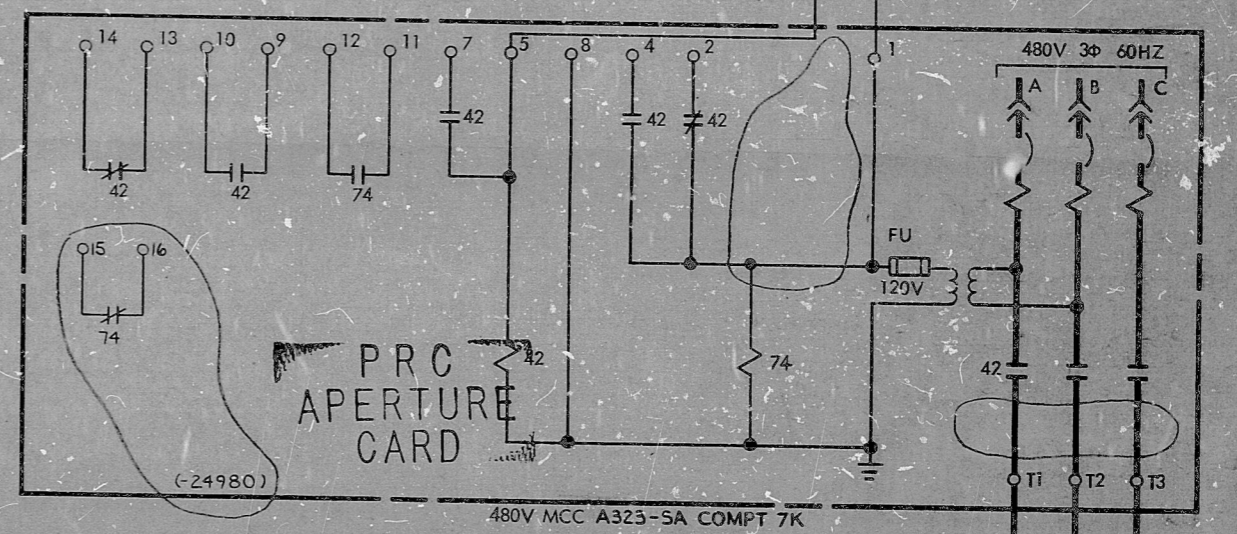 14 13 10 9 12 11 7 5 8 4 2 1
480V 3Φ 60HZ
A B C
42 42 42
42 42 74
15 16
FU
120V
74
42
74
42
PRC
APERTURE
CARD
(-24980)
T1 T2 T3
480V MCC A323-SA COMPT 7K